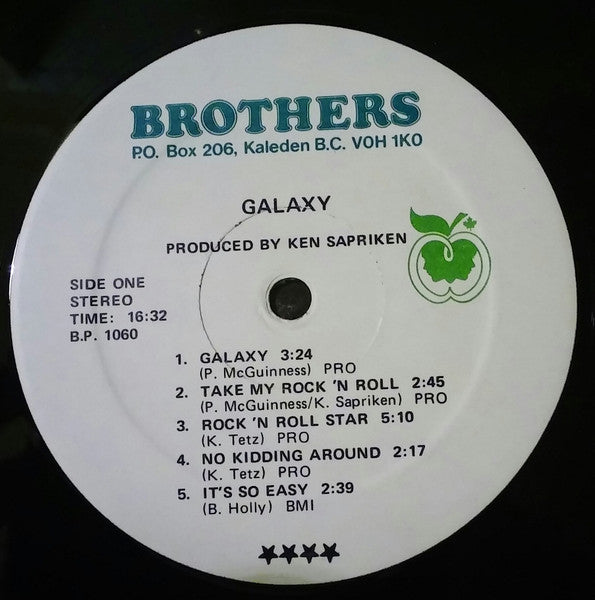 BROTHERS
P.O. Box 206, Kaleden B.C. VOH 1KO
GALAXY
PRODUCED BY KEN SAPRIKEN
SIDE ONE
STEREO
TIME: 16:32
B.P. 1060
1. GALAXY 3:24
(P. McGuinness) PRO
2. TAKE MY ROCK 'N ROLL 2:45
(P. McGuinness/K. Sapriken) PRO
3. ROCK 'N ROLL STAR 5:10
(K. Tetz) PRO
4. NO KIDDING AROUND 2:17
(K. Tetz) PRO
5. IT'S SO EASY 2:39
(B. Holly) BMI